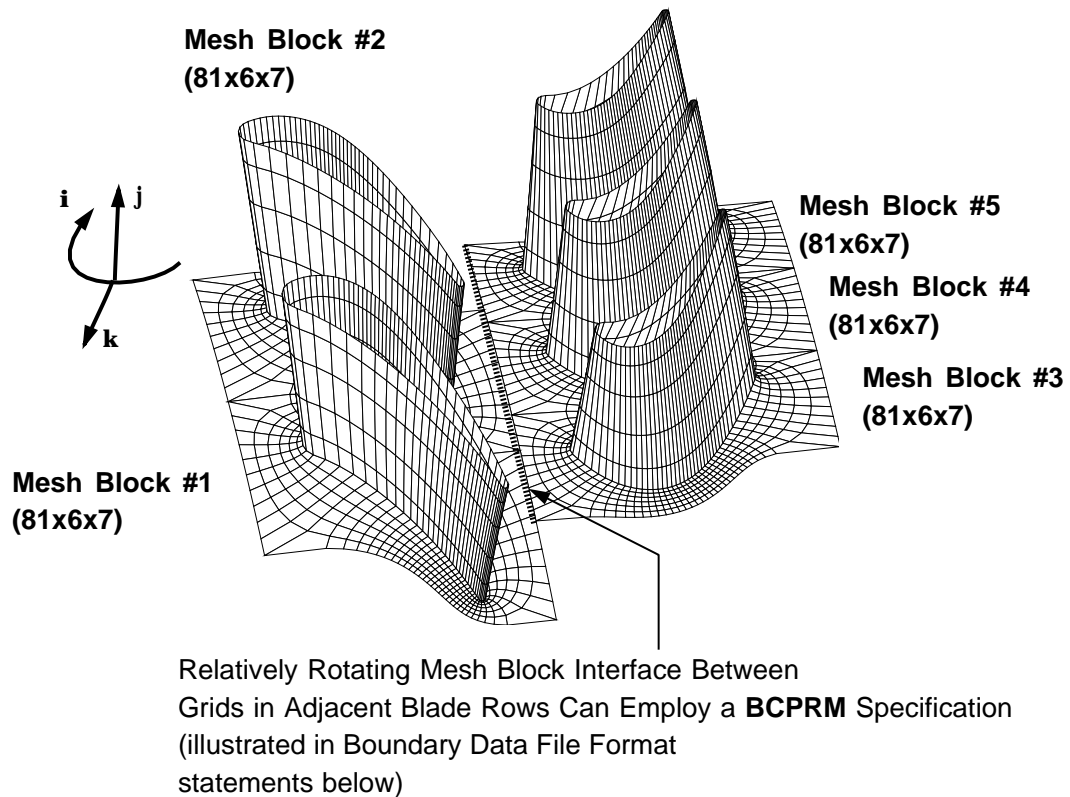 Mesh Block #2
(81x6x7)
i
j
k
Mesh Block #5
(81x6x7)
Mesh Block #4
(81x6x7)
Mesh Block #3
(81x6x7)
Mesh Block #1
(81x6x7)
Relatively Rotating Mesh Block Interface Between
Grids in Adjacent Blade Rows Can Employ a BCPRM Specification
(illustrated in Boundary Data File Format
statements below)